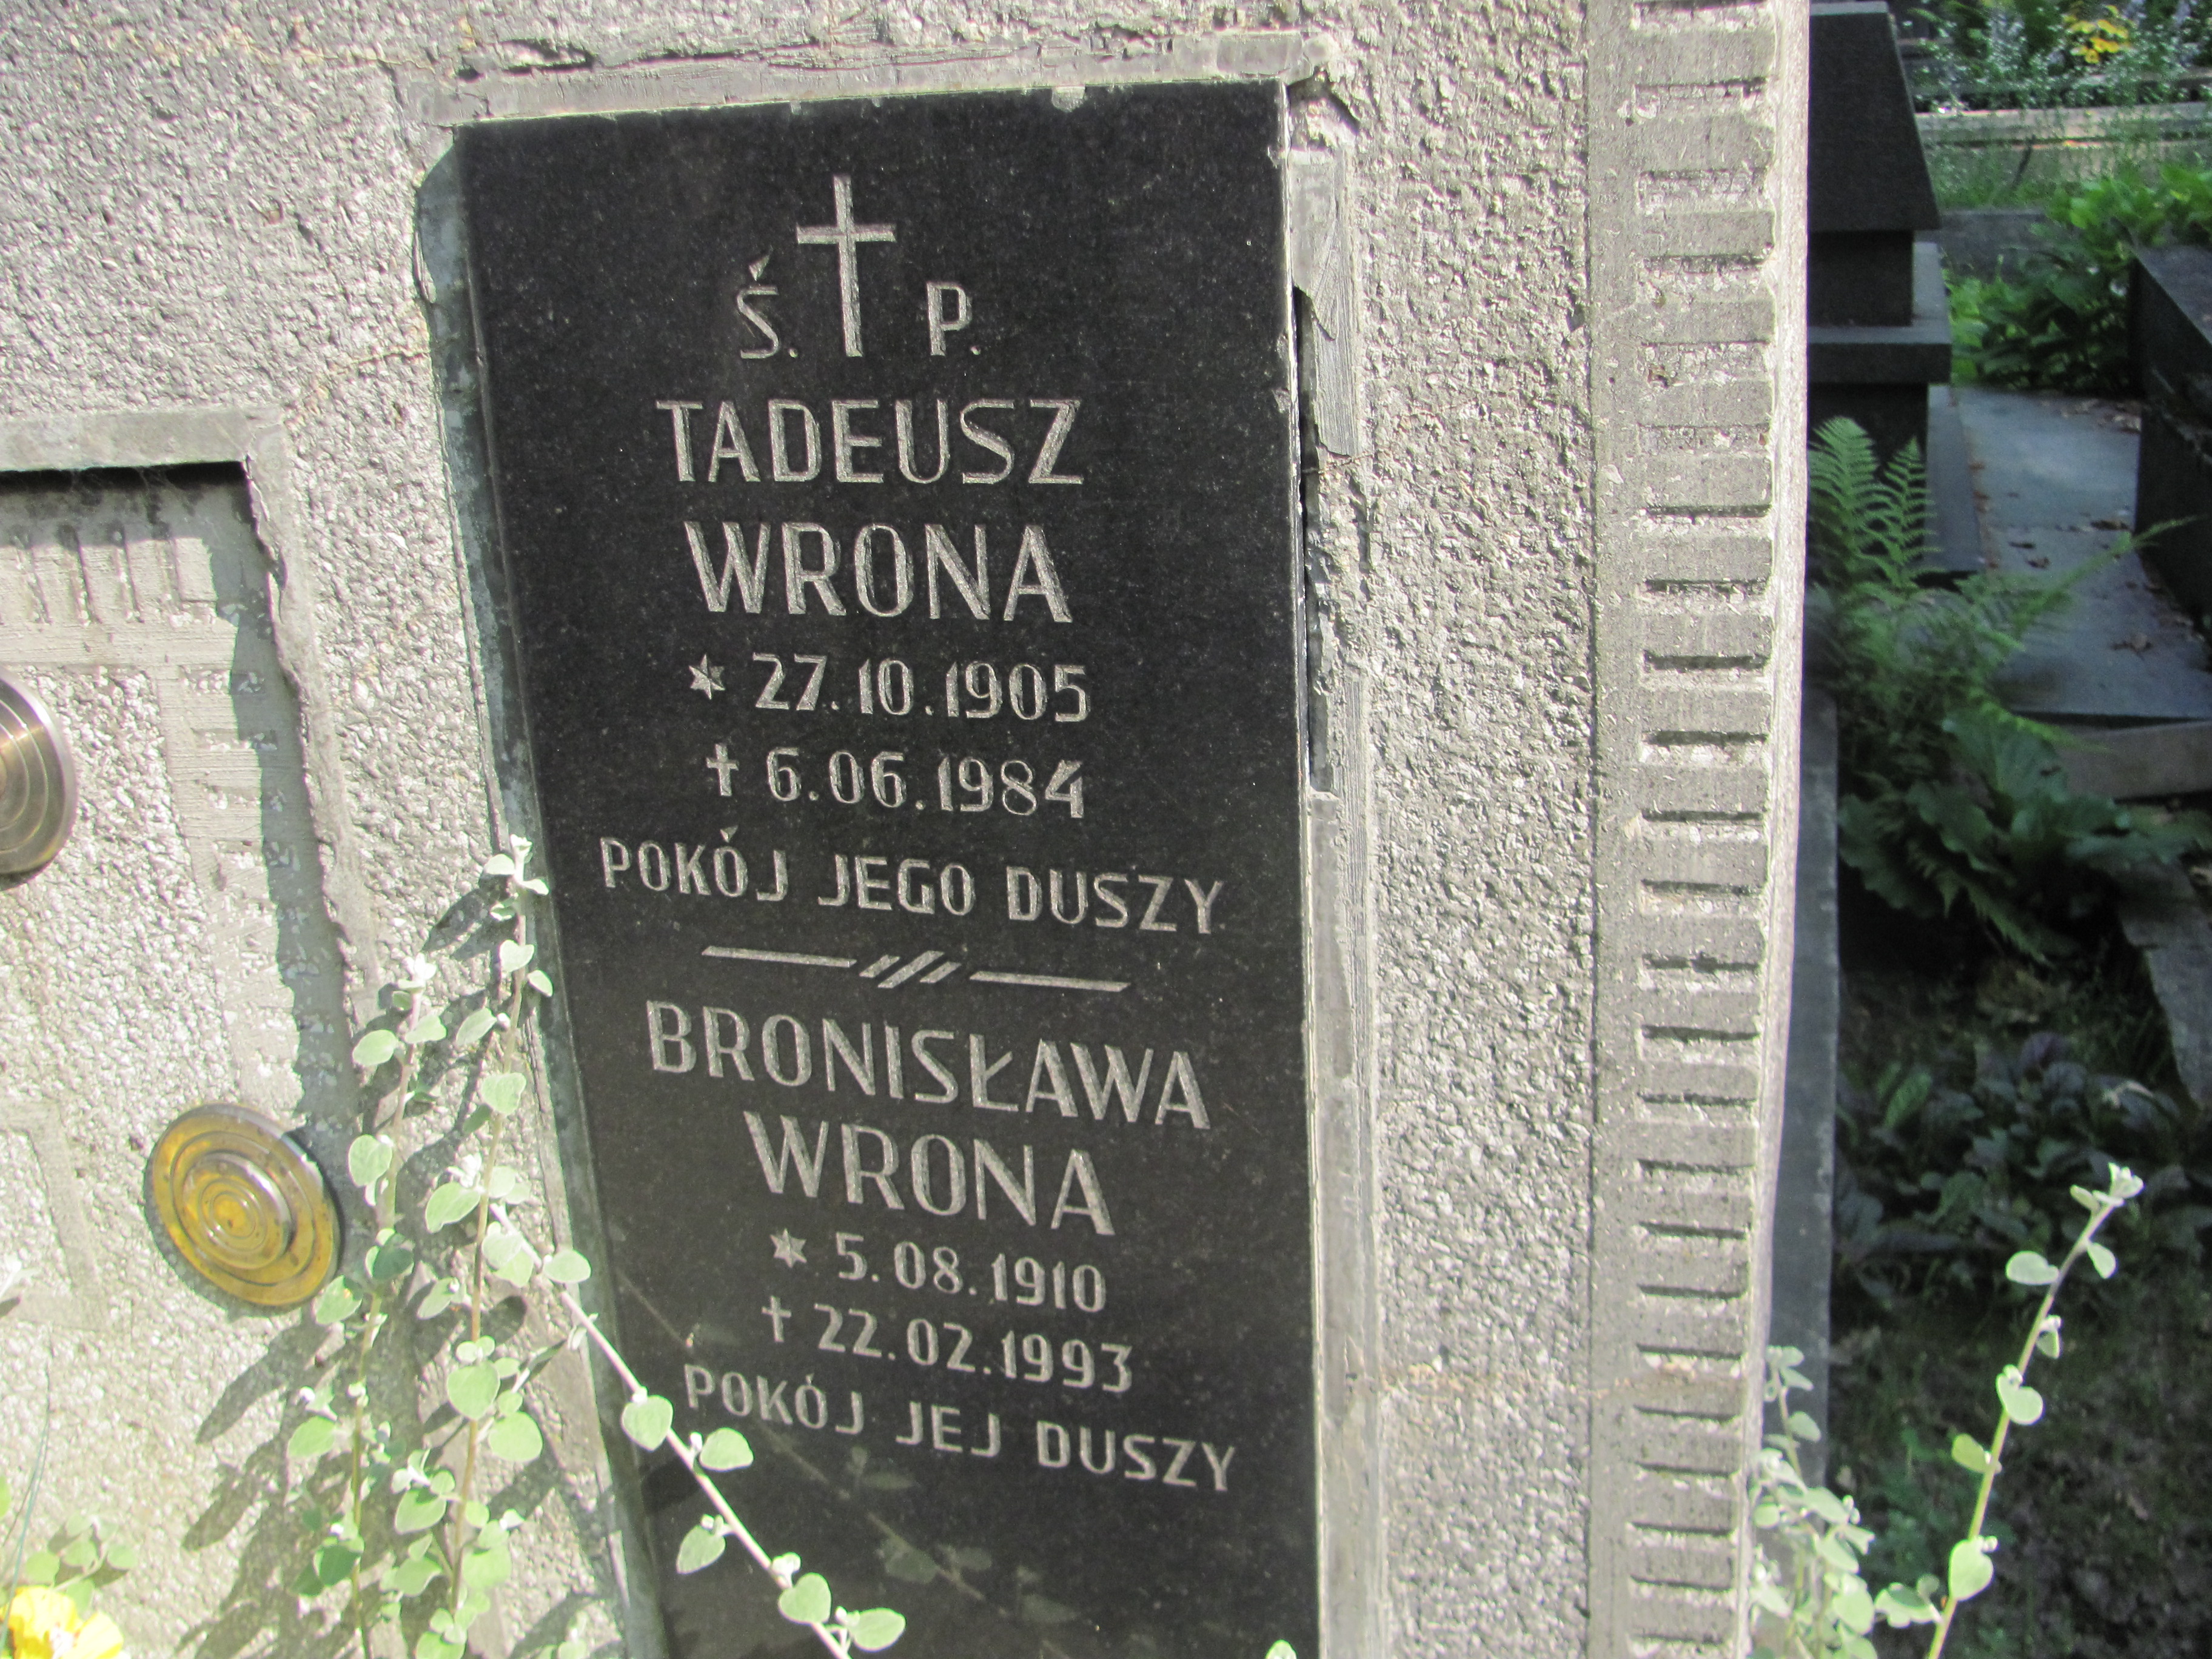 Ś. P.
TADEUSZ
WRONA
* 27.10.1905
† 6.06.1984
POKÓJ JEGO DUSZY
BRONISŁAWA
WRONA
* 5.08.1910
† 22.02.1993
POKÓJ JEJ DUSZY